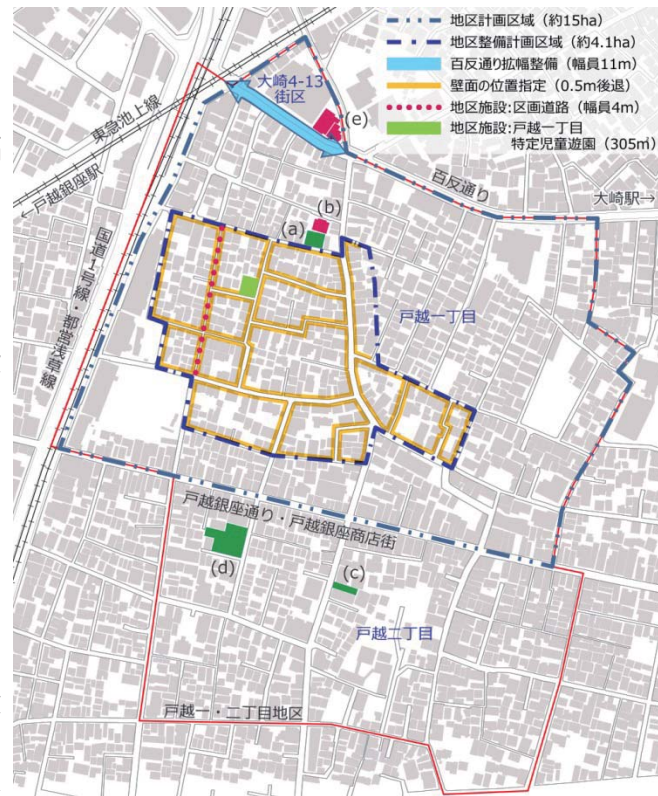 地区計画区域（約15ha）
地区整備計画区域（約4.1ha）
百反通り拡幅整備（幅員11m）
壁面の位置指定（0.5m後退）
地区施設:区画道路（幅員4m）
地区施設:戸越一丁目
特定児童遊園（305㎡）
大崎4-13
街区
(e)
東急池上線
←戸越銀座駅
百反通り
大崎駅→
(b)
(a)
国道1号線・都営浅草線
戸越一丁目
戸越銀座通り・戸越銀座商店街
(d)
(c)
戸越二丁目
戸越一・二丁目地区